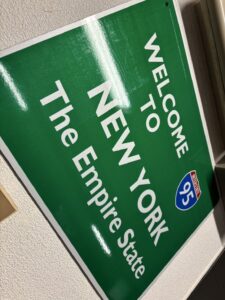 WELCOME
TO
NEW YORK
The Empire State
95